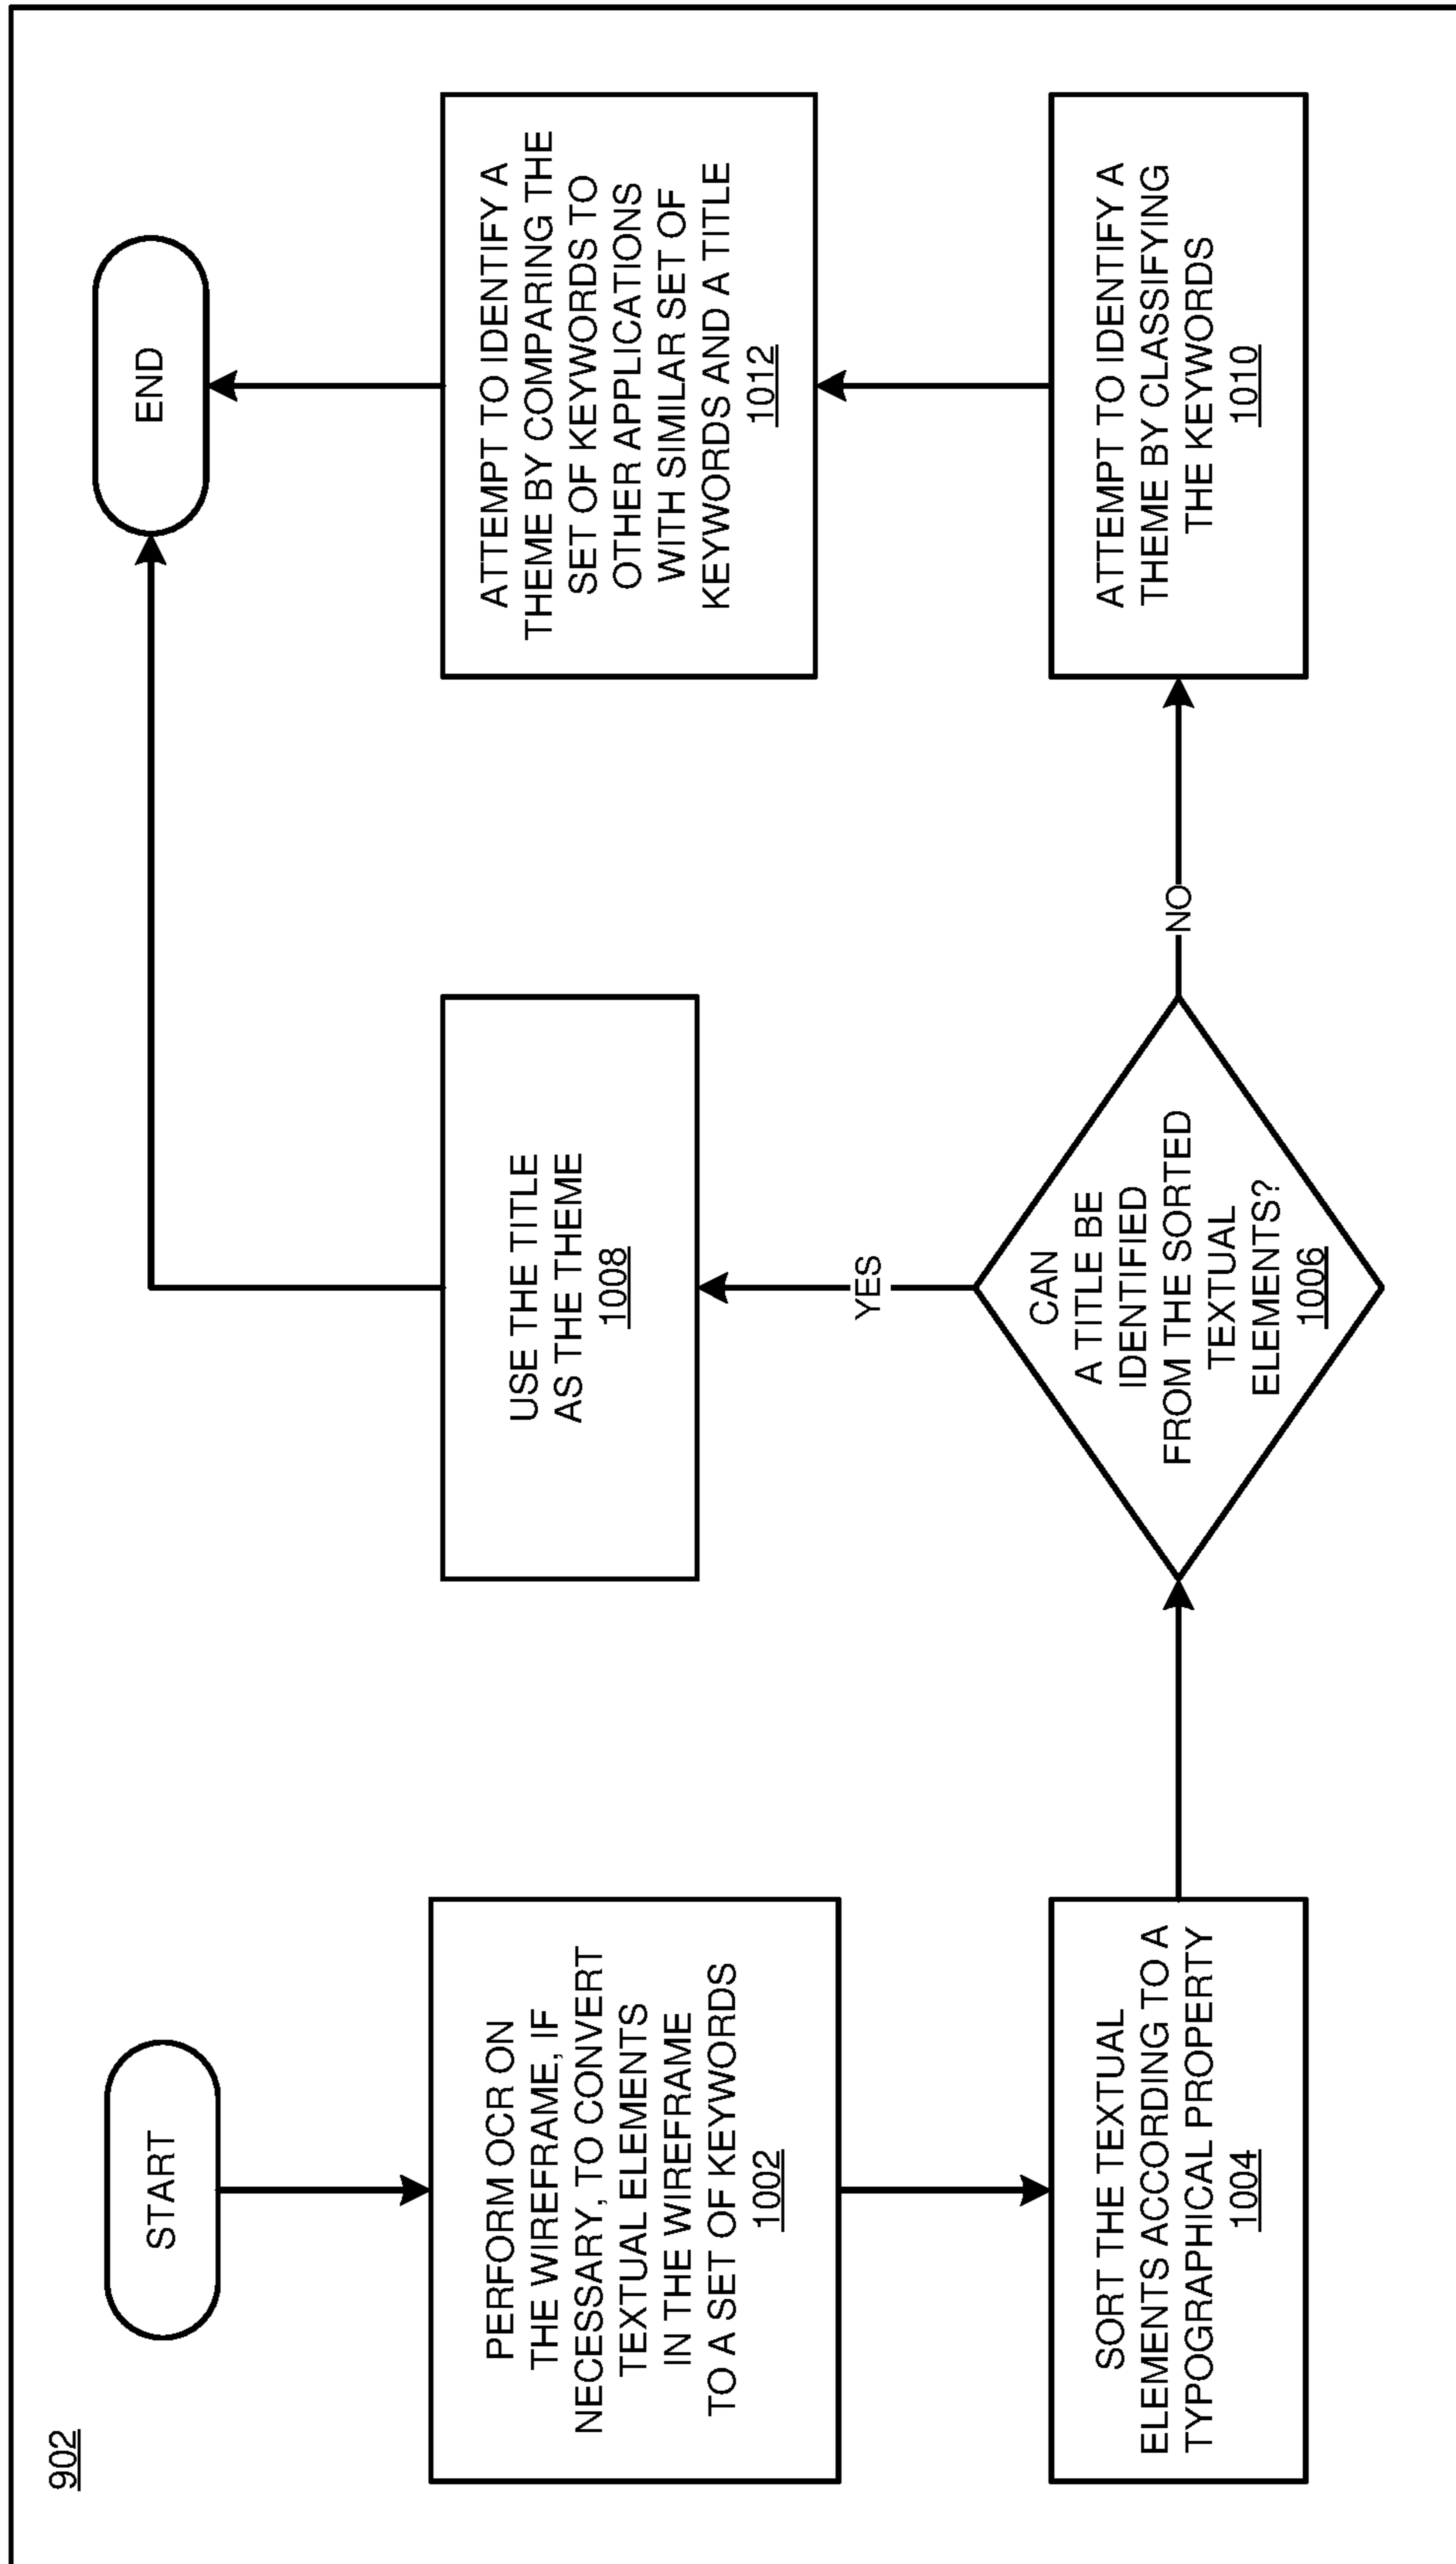 902
START
PERFORM OCR ON
THE WIREFRAME, IF
NECESSARY, TO CONVERT
TEXTUAL ELEMENTS
IN THE WIREFRAME
TO A SET OF KEYWORDS
1002
SORT THE TEXTUAL
ELEMENTS ACCORDING TO A
TYPOGRAPHICAL PROPERTY
1004
CAN
A TITLE BE
IDENTIFIED
FROM THE SORTED
TEXTUAL
ELEMENTS?
1006
YES
USE THE TITLE
AS THE THEME
1008
NO
ATTEMPT TO IDENTIFY A
THEME BY CLASSIFYING
THE KEYWORDS
1010
ATTEMPT TO IDENTIFY A
THEME BY COMPARING THE
SET OF KEYWORDS TO
OTHER APPLICATIONS
WITH SIMILAR SET OF
KEYWORDS AND A TITLE
1012
END